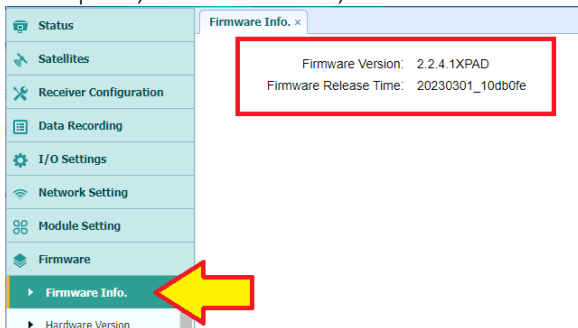 Status
Satellites
Receiver Configuration
Data Recording
I/O Settings
Network Setting
Module Setting
Firmware
Firmware Info.
Hardware Version
Firmware Info. ×
Firmware Version: 2.2.4.1XPAD
Firmware Release Time: 20230301_10db0fe